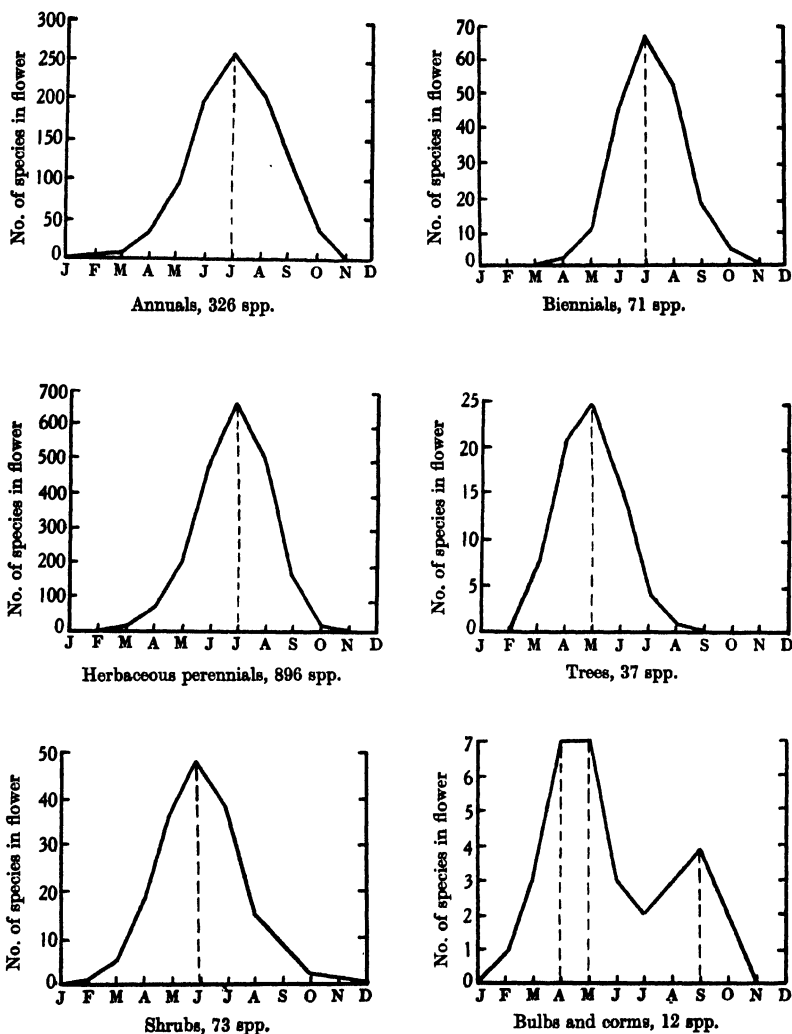 No. of species in flower
300
250
200
150
100
50
0
J F M A M J J A S O N D
Annuals, 326 spp.
No. of species in flower
70
60
50
40
30
20
10
0
J F M A M J J A S O N D
Biennials, 71 spp.
No. of species in flower
700
600
500
400
300
200
100
0
J F M A M J J A S O N D
Herbaceous perennials, 896 spp.
No. of species in flower
25
20
15
10
5
0
J F M A M J J A S O N D
Trees, 37 spp.
No. of species in flower
50
40
30
20
10
0
J F M A M J J A S O N D
Shrubs, 73 spp.
No. of species in flower
7
6
5
4
3
2
1
0
J F M A M J J A S O N D
Bulbs and corms, 12 spp.